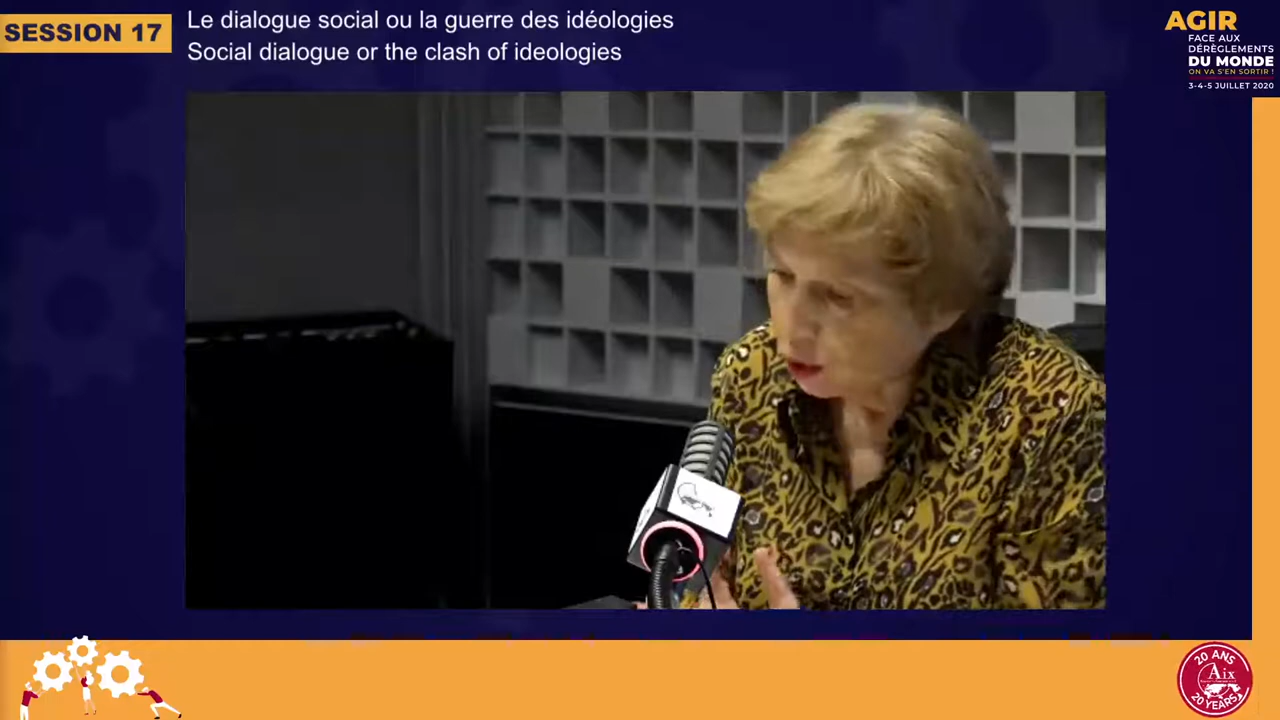 SESSION 17
Le dialogue social ou la guerre des idéologies
Social dialogue or the clash of ideologies
AGIR
FACE AUX
DÉRÈGLEMENTS
DU MONDE
ON VA S'EN SORTIR !
3-4-5 JUILLET 2020
20 ANS
Aix
20 YEARS